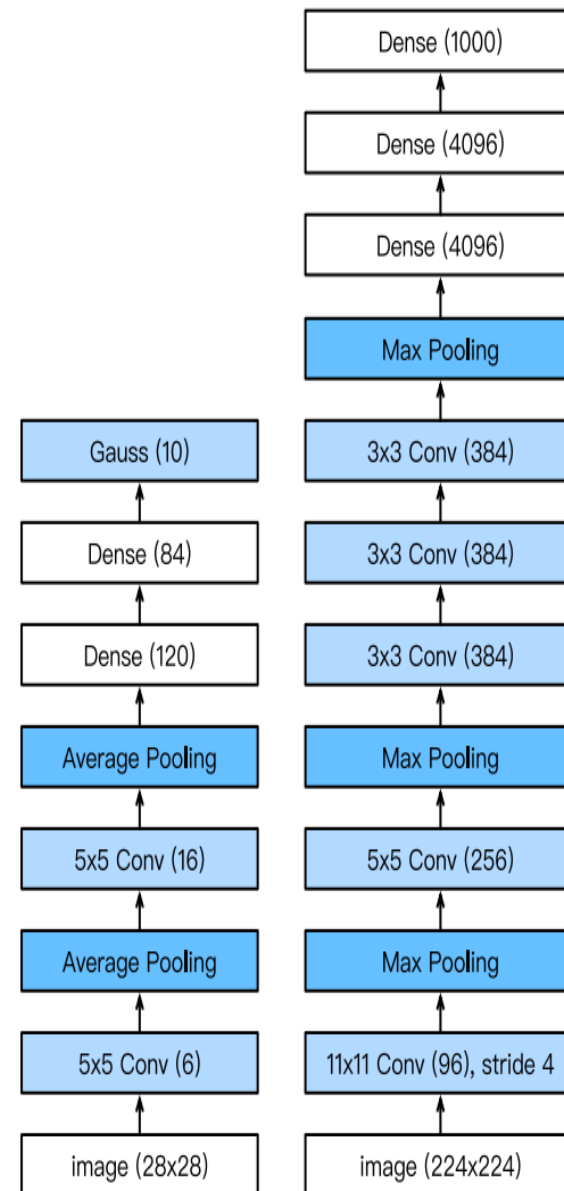 Dense (1000)
Dense (4096)
Dense (4096)
Max Pooling
Gauss (10)
3x3 Conv (384)
Dense (84)
3x3 Conv (384)
Dense (120)
3x3 Conv (384)
Average Pooling
Max Pooling
5x5 Conv (16)
5x5 Conv (256)
Average Pooling
Max Pooling
5x5 Conv (6)
11x11 Conv (96), stride 4
image (28x28)
image (224x224)